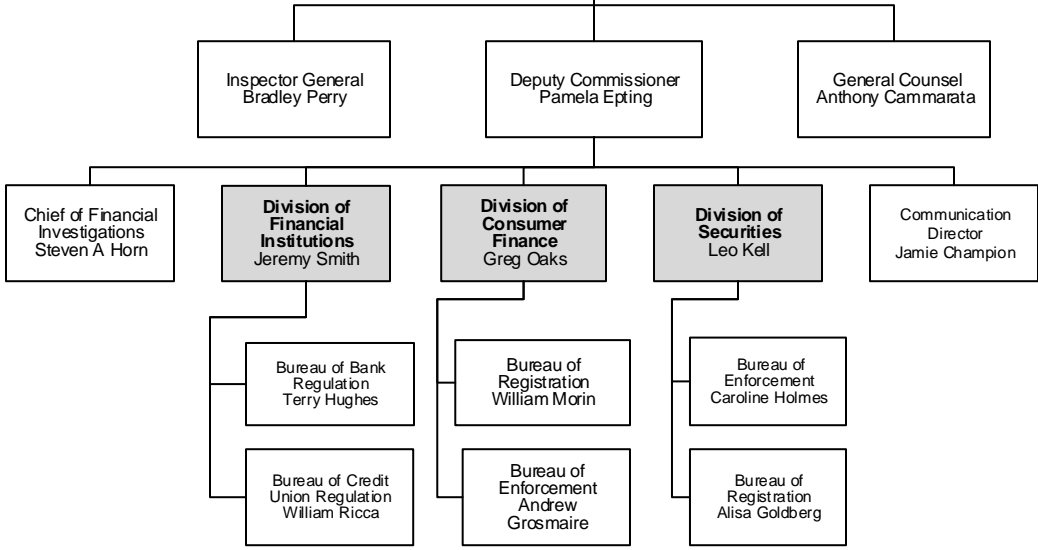 Inspector General
Bradley Perry
Deputy Commissioner
Pamela Epting
General Counsel
Anthony Cammarata
Chief of Financial
Investigations
Steven A Horn
Division of
Financial
Institutions
Jeremy Smith
Division of
Consumer
Finance
Greg Oaks
Division of
Securities
Leo Kell
Communication
Director
Jamie Champion
Bureau of Bank
Regulation
Terry Hughes
Bureau of
Registration
William Morin
Bureau of
Enforcement
Caroline Holmes
Bureau of Credit
Union Regulation
William Ricca
Bureau of
Enforcement
Andrew
Grosmaire
Bureau of
Registration
Alisa Goldberg